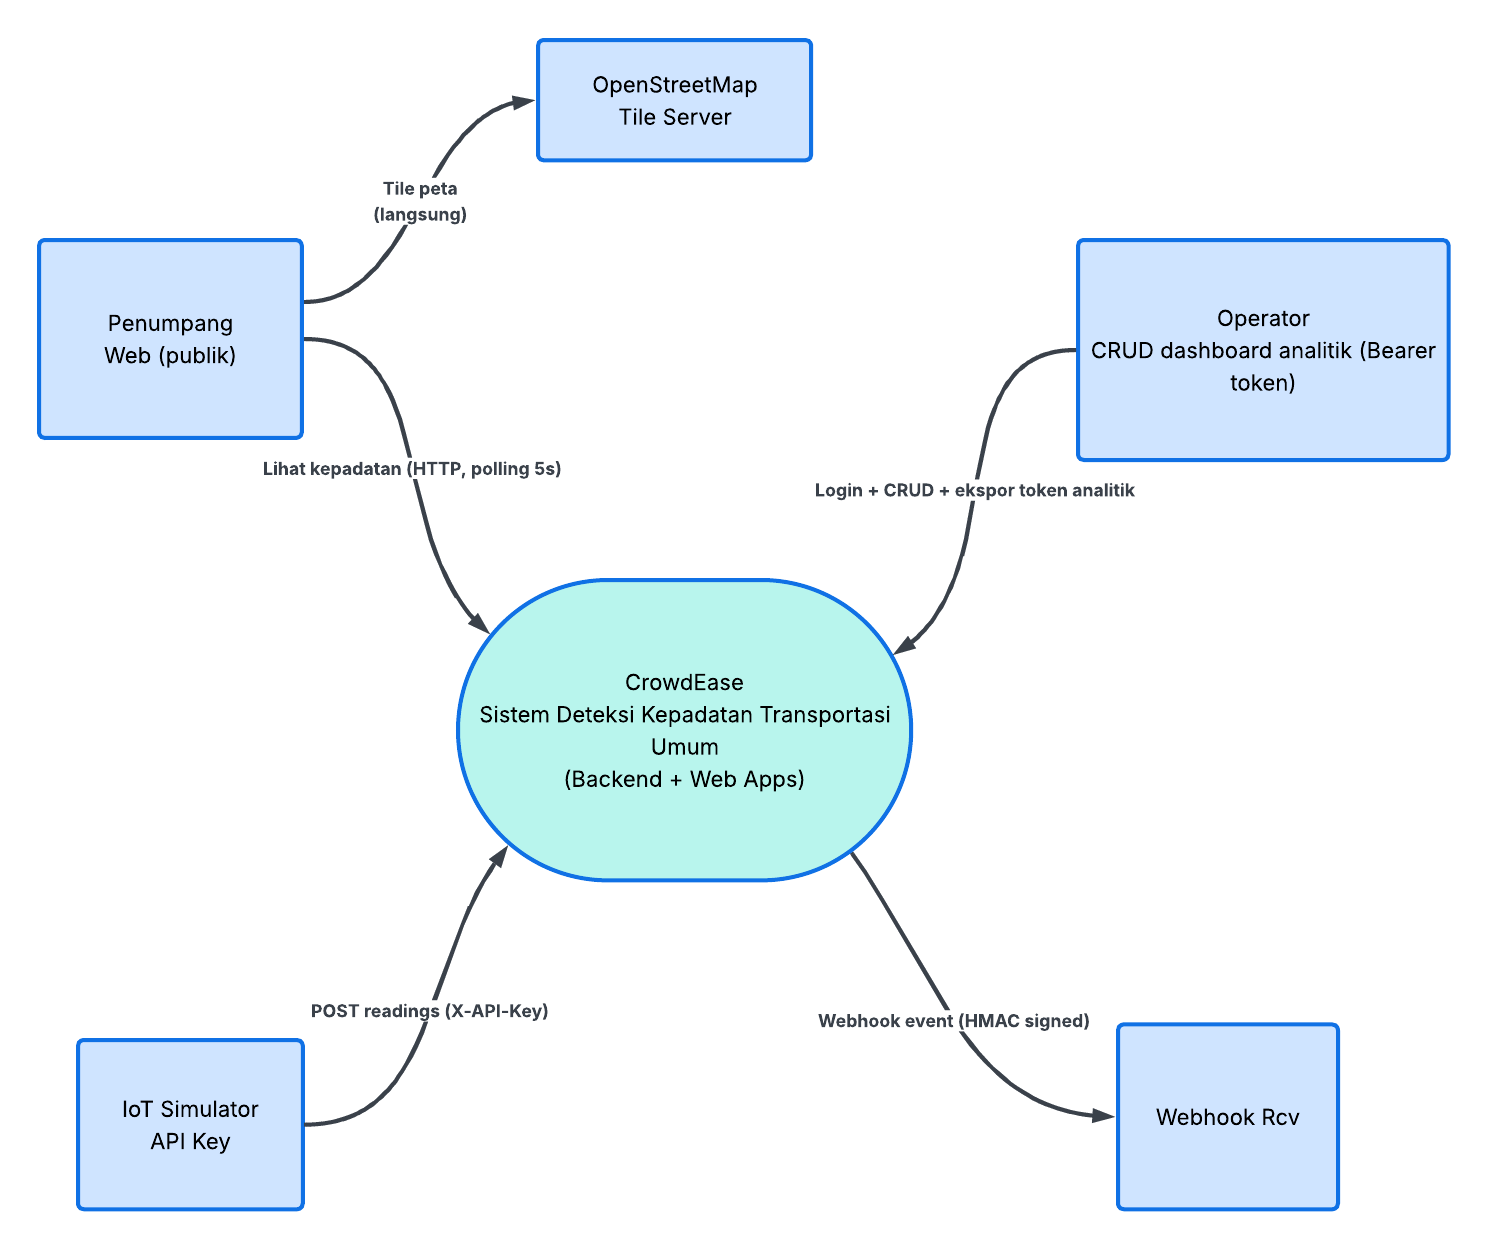 OpenStreetMap
Tile Server
Tile peta
(langsung)
Penumpang
Web (publik)
Operator
CRUD dashboard analitik (Bearer
token)
Lihat kepadatan (HTTP, polling 5s)
Login + CRUD + ekspor token analitik
CrowdEase
Sistem Deteksi Kepadatan Transportasi
Umum
(Backend + Web Apps)
POST readings (X-API-Key)
Webhook event (HMAC signed)
IoT Simulator
API Key
Webhook Rcv